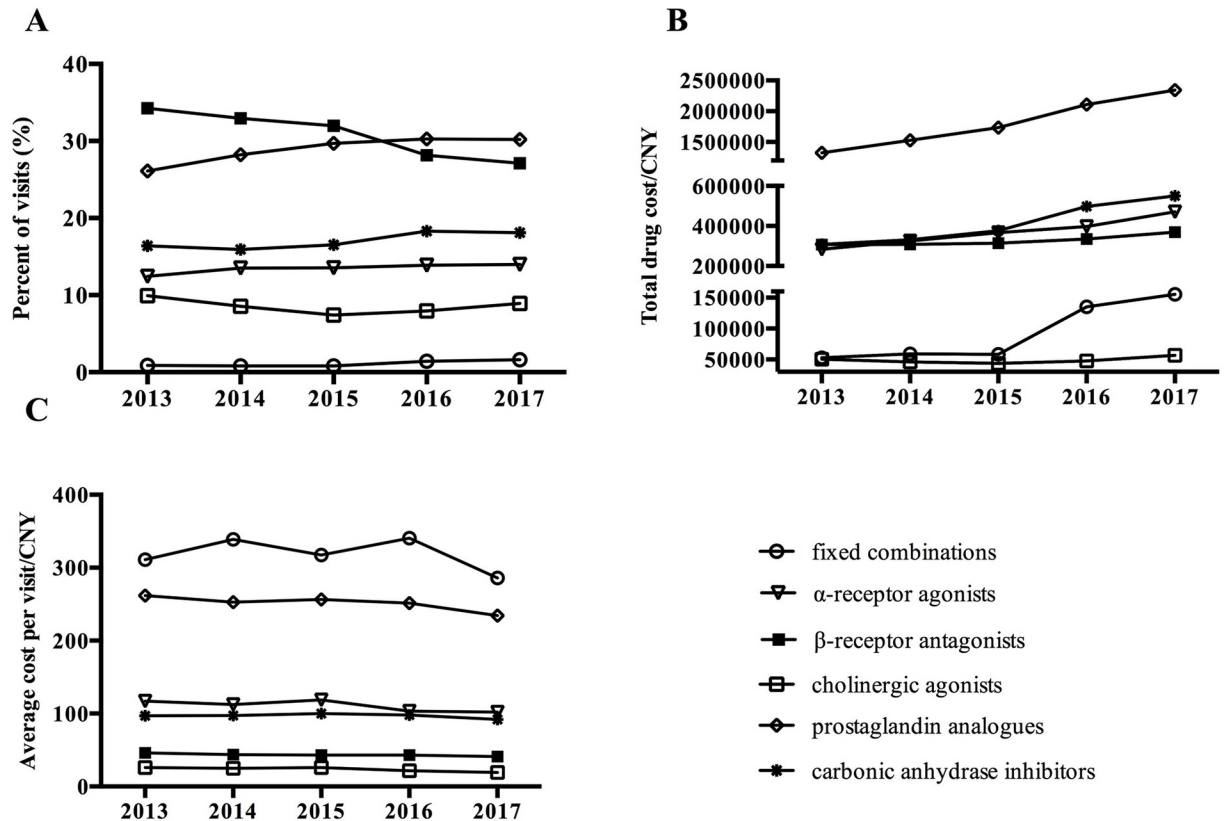 A
Percent of visits (%)
40
30
20
10
0
2013 2014 2015 2016 2017
B
Total drug cost/CNY
2500000
2000000
1500000
600000
400000
200000
150000
100000
50000
2013 2014 2015 2016 2017
C
Average cost per visit/CNY
400
300
200
100
0
2013 2014 2015 2016 2017
fixed combinations
α-receptor agonists
β-receptor antagonists
cholinergic agonists
prostaglandin analogues
carbonic anhydrase inhibitors